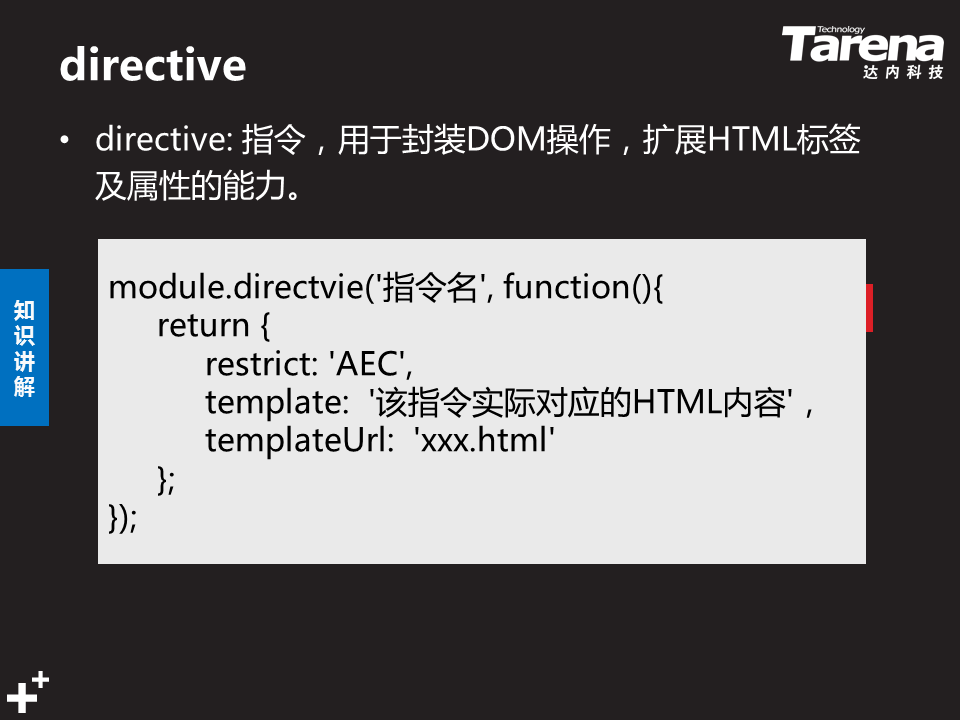 directive
Technology
Tarena
达内科技
• directive: 指令，用于封装DOM操作，扩展HTML标签
及属性的能力。
知识讲解
module.directvie('指令名', function(){
return {
restrict: 'AEC',
template: '该指令实际对应的HTML内容' ，
templateUrl: 'xxx.html'
};
});